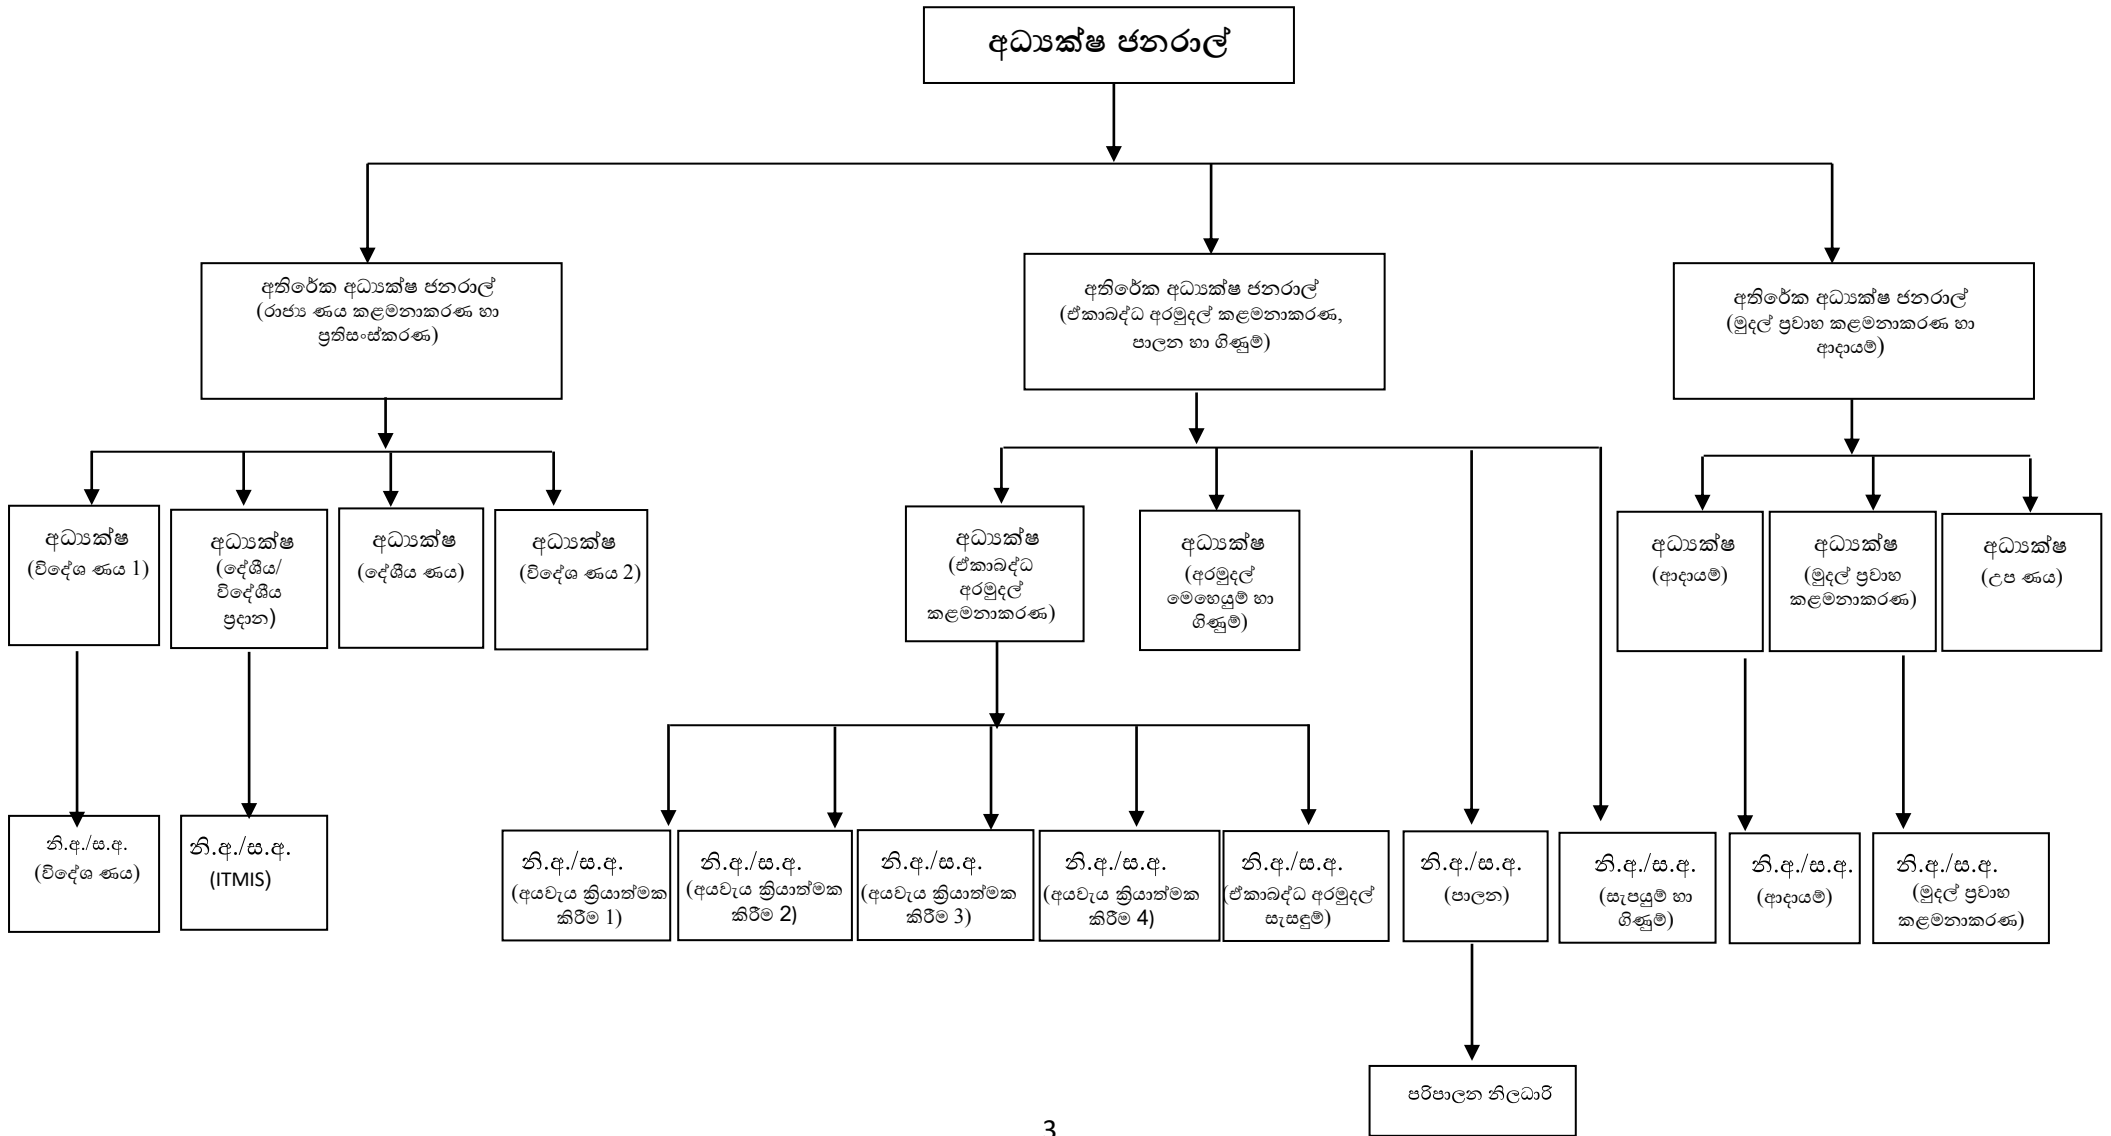 අධ්‍යක්ෂ ජනරාල්
අතිරේක අධ්‍යක්ෂ ජනරාල්
(රාජ්‍ය ණය කළමනාකරණ හා
ප්‍රතිසංස්කරණ)
අතිරේක අධ්‍යක්ෂ ජනරාල්
(ඒකාබද්ධ අරමුදල් කළමනාකරණ,
පාලන හා ගිණුම්)
අතිරේක අධ්‍යක්ෂ ජනරාල්
(මුදල් ප්‍රවාහ කළමනාකරණ හා
ආදායම්)
අධ්‍යක්ෂ
(විදේශ ණය 1)
අධ්‍යක්ෂ
(දේශීය/
විදේශීය
ප්‍රදාන)
අධ්‍යක්ෂ
(දේශීය ණය)
අධ්‍යක්ෂ
(විදේශ ණය 2)
අධ්‍යක්ෂ
(ඒකාබද්ධ
අරමුදල්
කළමනාකරණ)
අධ්‍යක්ෂ
(අරමුදල්
මෙහෙයුම් හා
ගිණුම්)
අධ්‍යක්ෂ
(ආදායම්)
අධ්‍යක්ෂ
(මුදල් ප්‍රවාහ
කළමනාකරණ)
අධ්‍යක්ෂ
(උප ණය)
නි.අ./ස.අ.
(විදේශ ණය)
නි.අ./ස.අ.
(ITMIS)
නි.අ./ස.අ.
(අයවැය ක්‍රියාත්මක
කිරීම 1)
නි.අ./ස.අ.
(අයවැය ක්‍රියාත්මක
කිරීම 2)
නි.අ./ස.අ.
(අයවැය ක්‍රියාත්මක
කිරීම 3)
නි.අ./ස.අ.
(අයවැය ක්‍රියාත්මක
කිරීම 4)
නි.අ./ස.අ.
(ඒකාබද්ධ අරමුදල්
සැසඳුම්)
නි.අ./ස.අ.
(පාලන)
නි.අ./ස.අ.
(සැපයුම් හා
ගිණුම්)
නි.අ./ස.අ.
(ආදායම්)
නි.අ./ස.අ.
(මුදල් ප්‍රවාහ
කළමනාකරණ)
පරිපාලන නිලධාරි
3